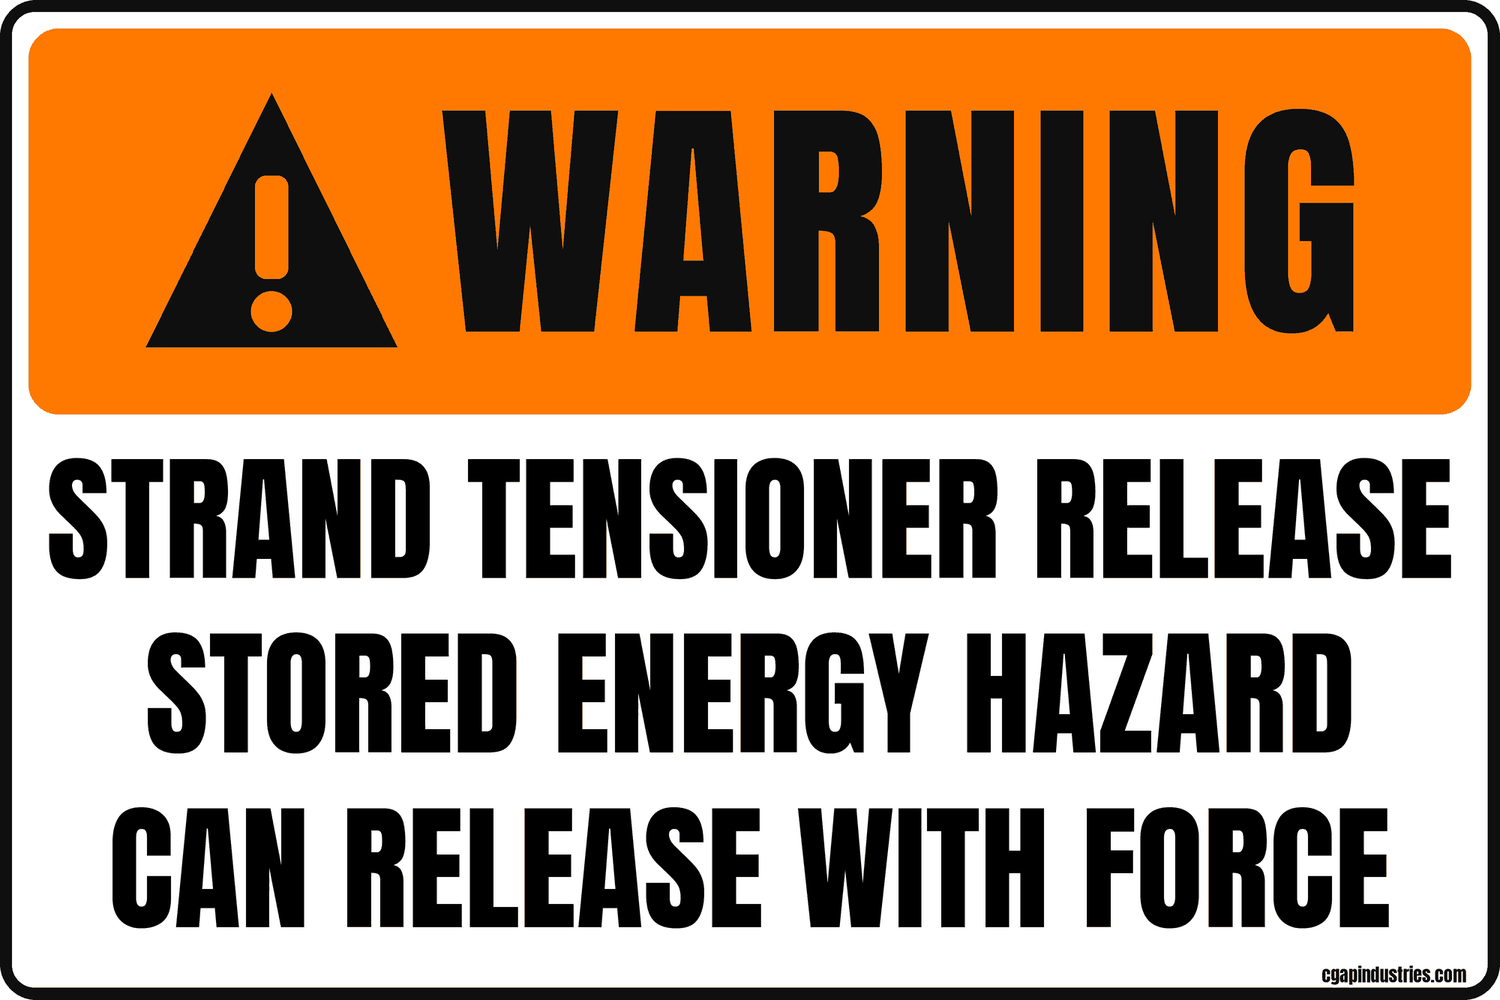 WARNING
STRAND TENSIONER RELEASE
STORED ENERGY HAZARD
CAN RELEASE WITH FORCE
cgapindustries.com